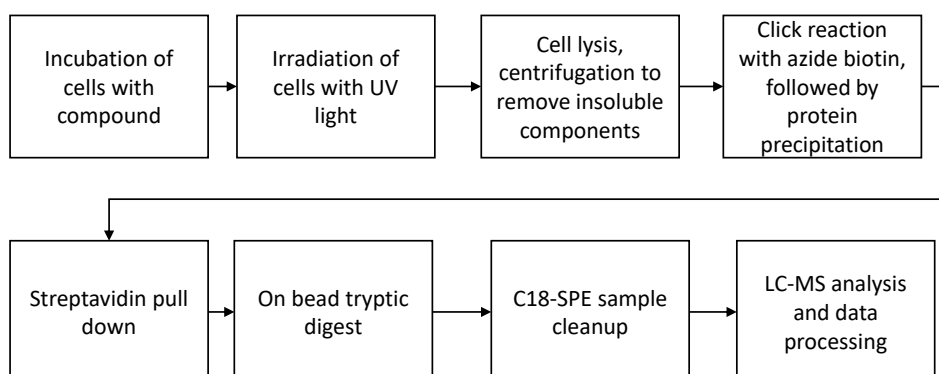 Incubation of
cells with
compound
Irradiation of
cells with UV
light
Cell lysis,
centrifugation to
remove insoluble
components
Click reaction
with azide biotin,
followed by
protein
precipitation
Streptavidin pull
down
On bead tryptic
digest
C18-SPE sample
cleanup
LC-MS analysis
and data
processing